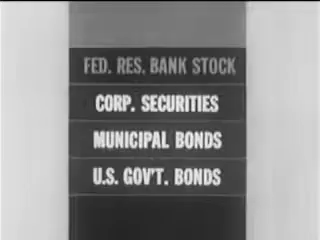 FED. RES. BANK STOCK
CORP. SECURITIES
MUNICIPAL BONDS
U.S. GOV'T. BONDS